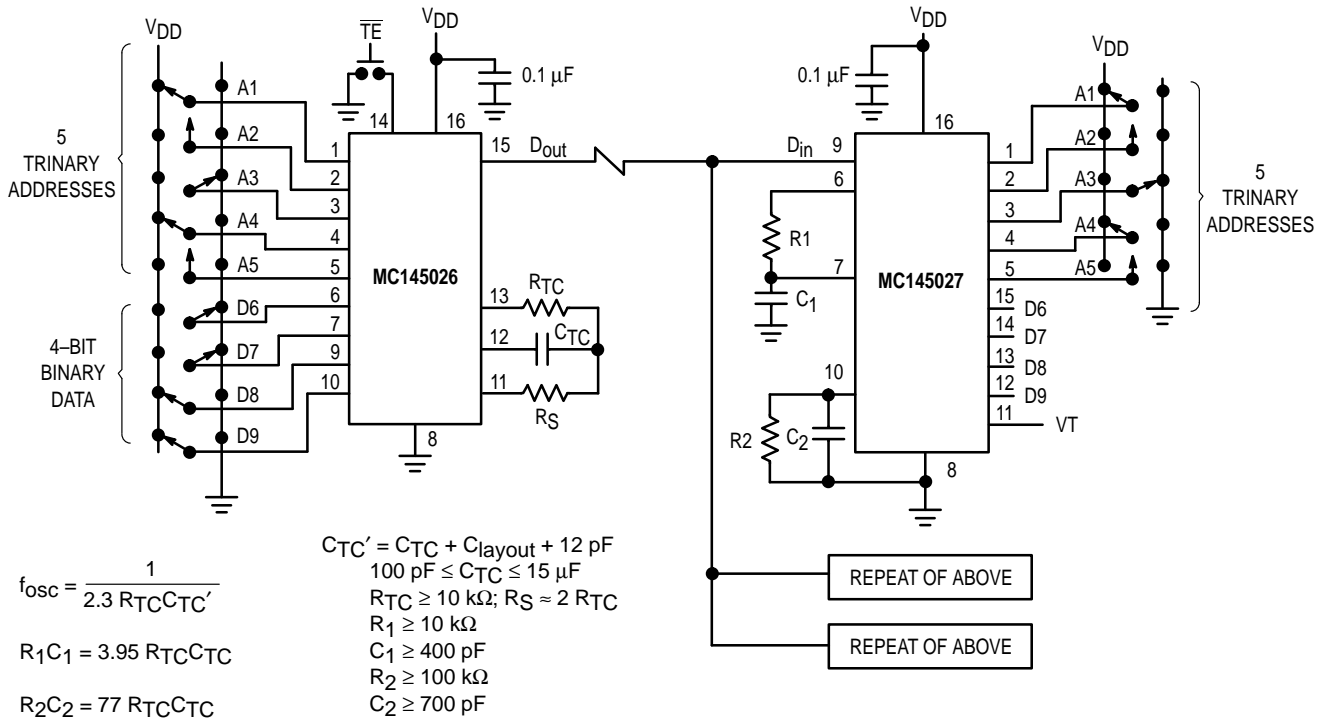 VDD
TE
VDD
0.1 μF
5
TRINARY
ADDRESSES
4–BIT
BINARY
DATA
A1
A2
A3
A4
A5
D6
D7
D8
D9
14
16
1
2
3
4
5
6
7
9
10
MC145026
15
Dout
13
RTC
12
CTC
11
RS
8
VDD
0.1 μF
16
Din
9
6
R1
7
C1
10
R2
C2
MC145027
1
2
3
4
5
15
D6
14
D7
13
D8
12
D9
11
VT
8
VDD
A1
A2
A3
A4
A5
5
TRINARY
ADDRESSES
REPEAT OF ABOVE
REPEAT OF ABOVE
fosc = 1 / 2.3 RTCCTC′
R1C1 = 3.95 RTCCTC
R2C2 = 77 RTCCTC
CTC′ = CTC + Clayout + 12 pF
100 pF ≤ CTC ≤ 15 μF
RTC ≥ 10 kΩ; RS ≈ 2 RTC
R1 ≥ 10 kΩ
C1 ≥ 400 pF
R2 ≥ 100 kΩ
C2 ≥ 700 pF